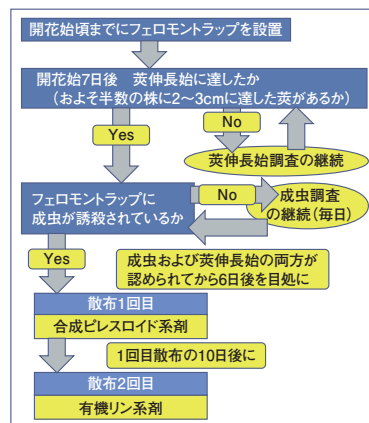 開花始頃までにフェロモントラップを設置
開花始7日後 莢伸長始に達したか
(およそ半数の株に2〜3cmに達した莢があるか)
No
Yes
莢伸長始調査の継続
フェロモントラップに
成虫が誘殺されているか
No
成虫調査
の継続(毎日)
Yes
成虫および莢伸長始の両方が
認められてから6日後を目処に
散布1回目
合成ピレスロイド系剤
1回目散布の10日後に
散布2回目
有機リン系剤